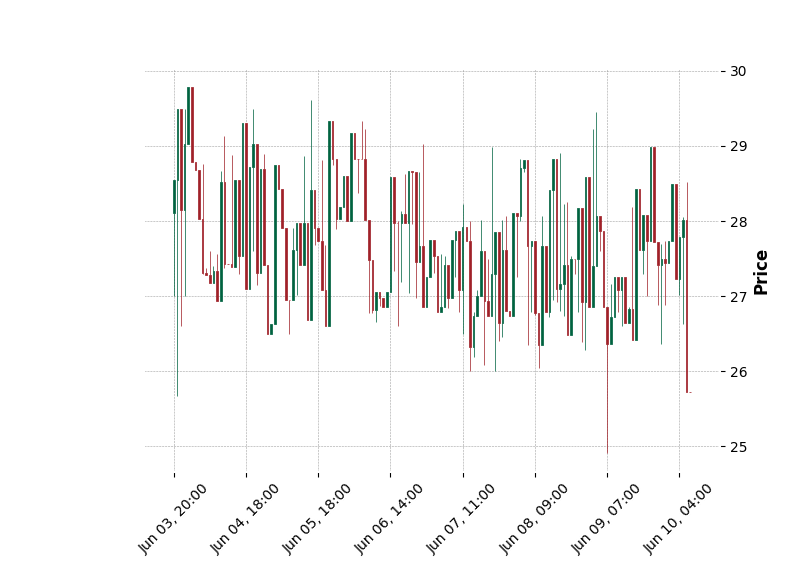 30
29
28
27
26
25
Price
Jun 03, 20:00
Jun 04, 18:00
Jun 05, 18:00
Jun 06, 14:00
Jun 07, 11:00
Jun 08, 09:00
Jun 09, 07:00
Jun 10, 04:00